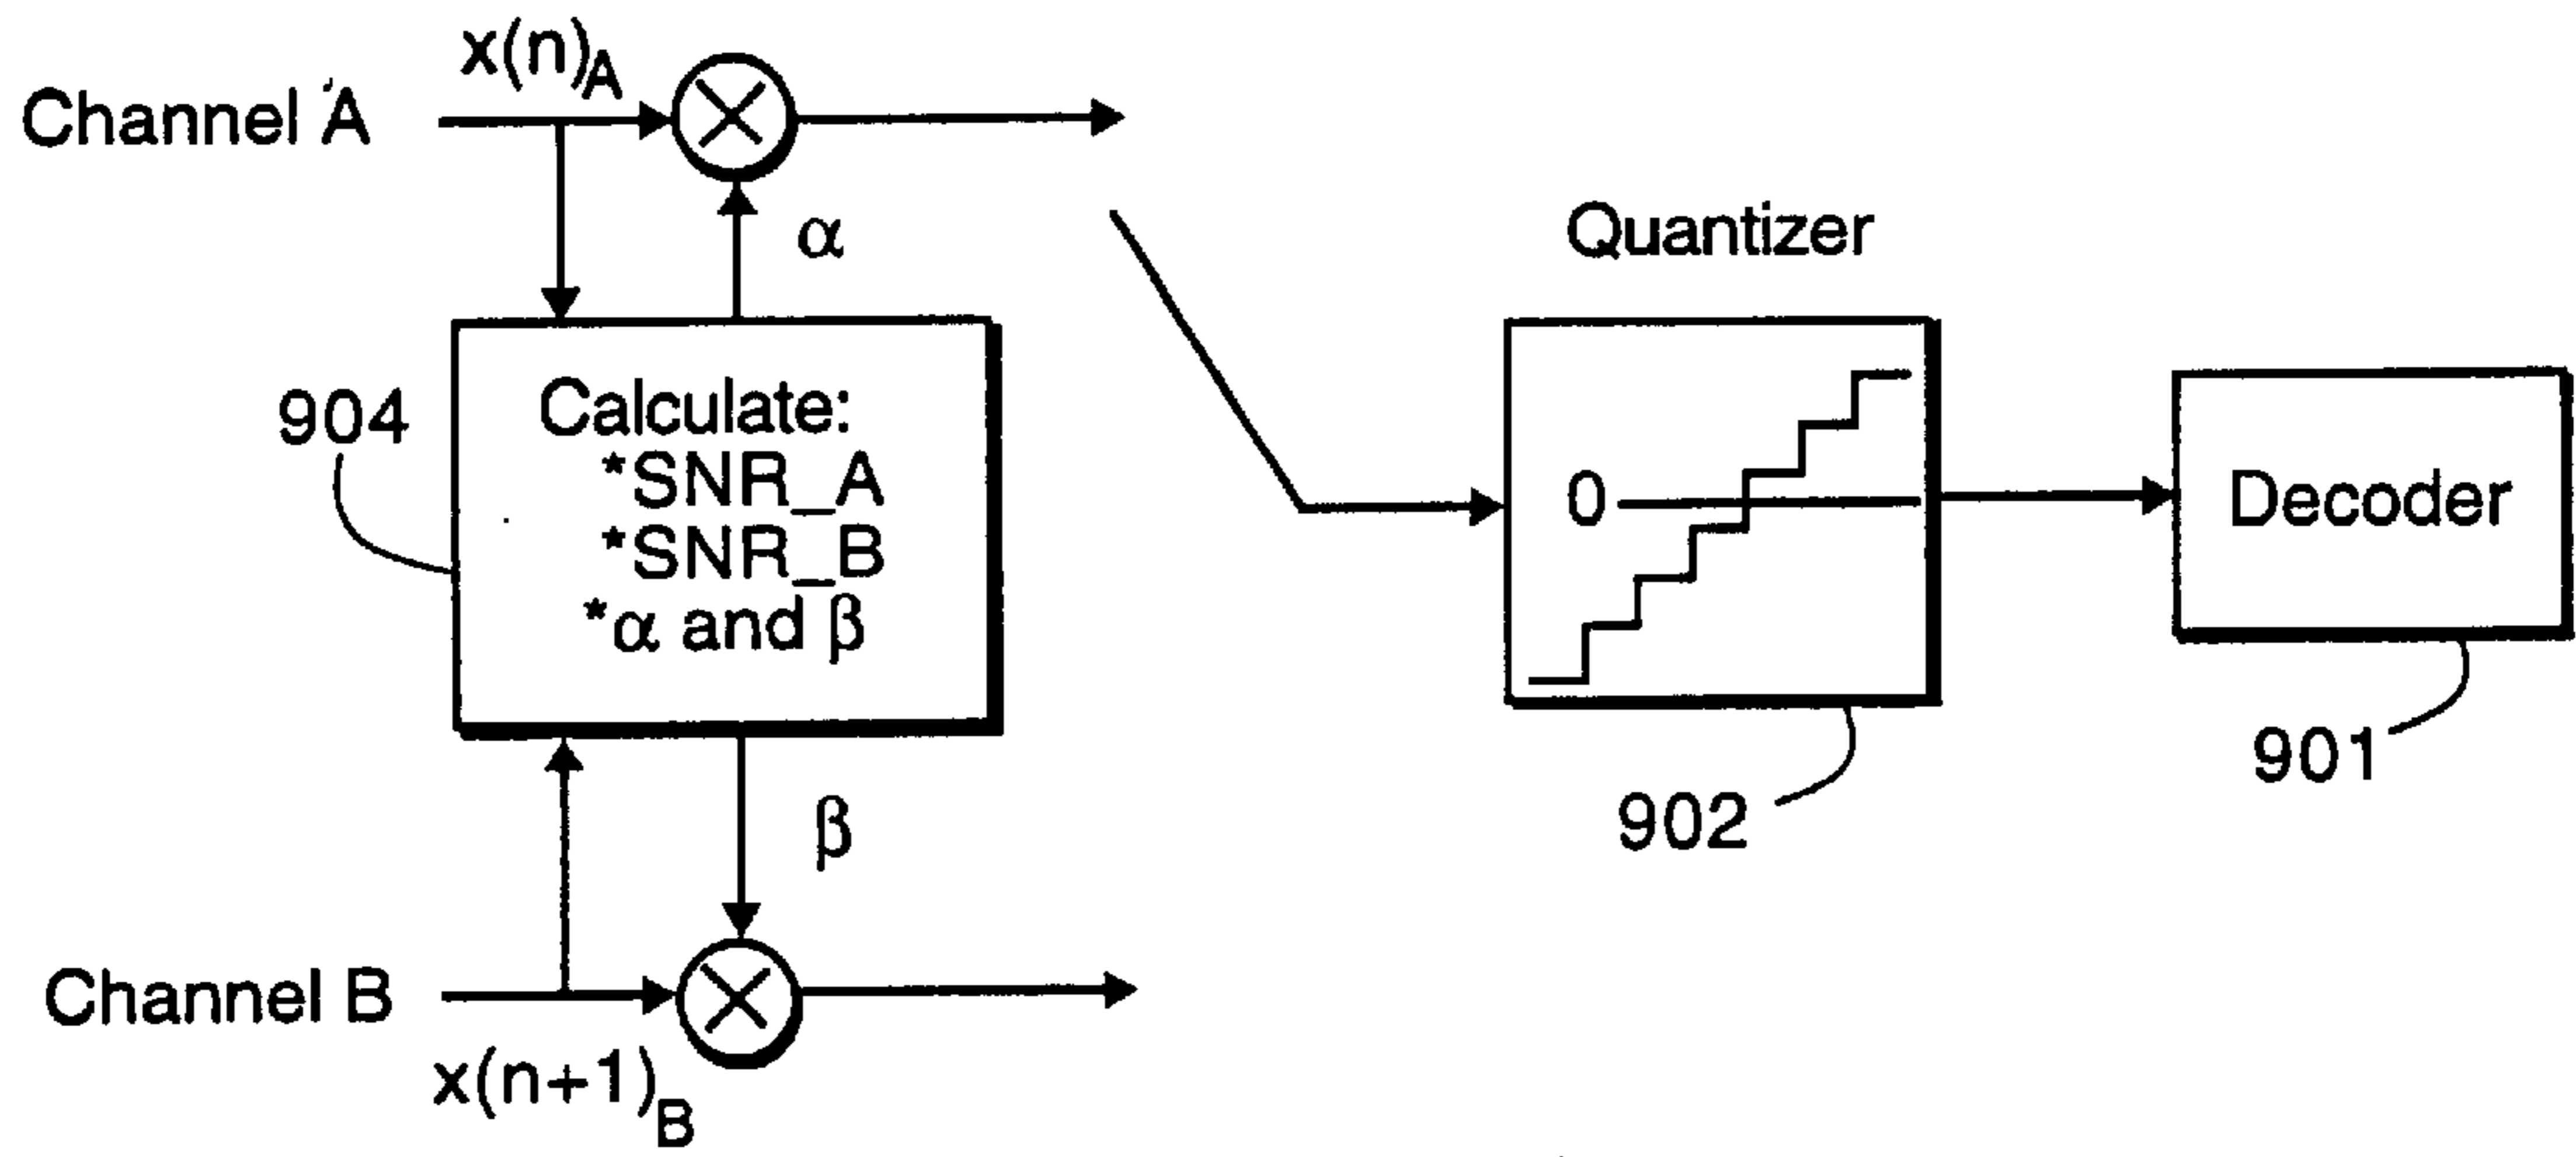 x(n)A
Channel A
α
Quantizer
904
Calculate:
*SNR_A
*SNR_B
*α and β
0
Decoder
901
902
β
Channel B
x(n+1)B